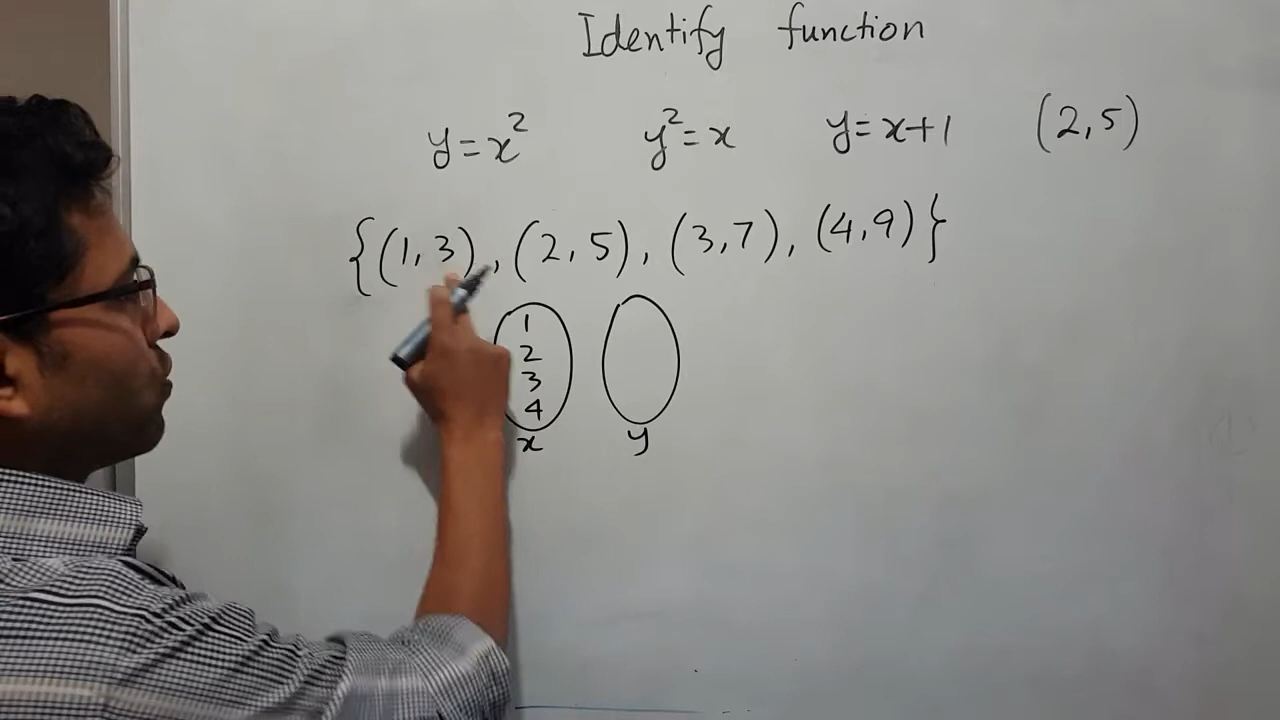 Identify function
y=x² y²=x y=x+1 (2,5)
{(1,3), (2,5), (3,7), (4,9)}
1
2
3
4
x y